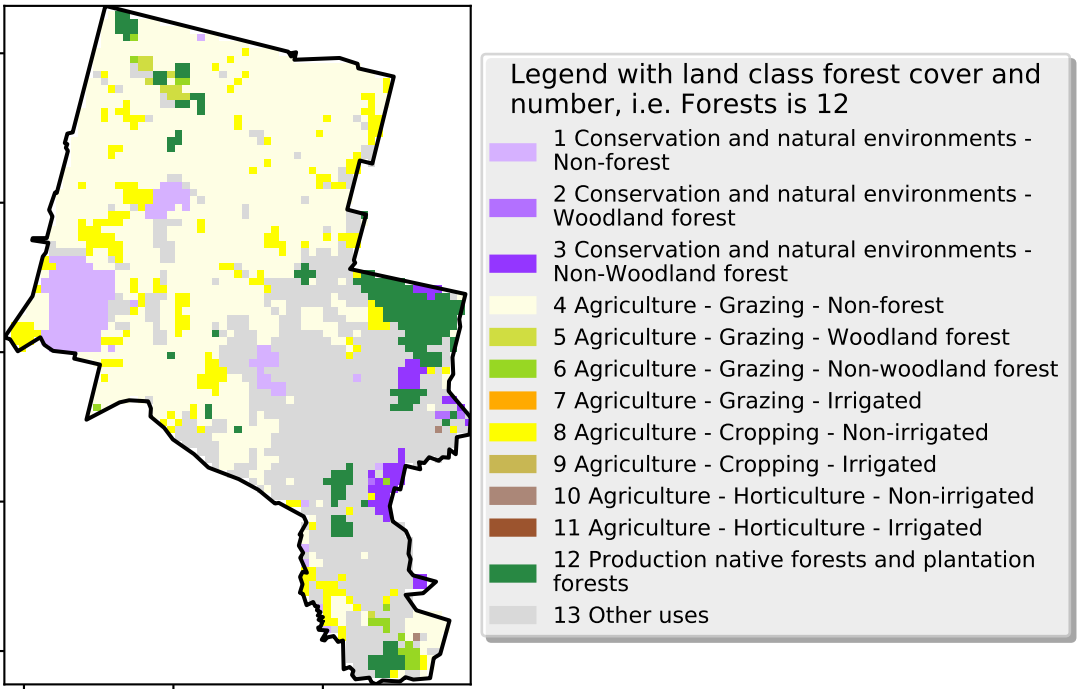 Legend with land class forest cover and
number, i.e. Forests is 12
1 Conservation and natural environments -
Non-forest
2 Conservation and natural environments -
Woodland forest
3 Conservation and natural environments -
Non-Woodland forest
4 Agriculture - Grazing - Non-forest
5 Agriculture - Grazing - Woodland forest
6 Agriculture - Grazing - Non-woodland forest
7 Agriculture - Grazing - Irrigated
8 Agriculture - Cropping - Non-irrigated
9 Agriculture - Cropping - Irrigated
10 Agriculture - Horticulture - Non-irrigated
11 Agriculture - Horticulture - Irrigated
12 Production native forests and plantation
forests
13 Other uses